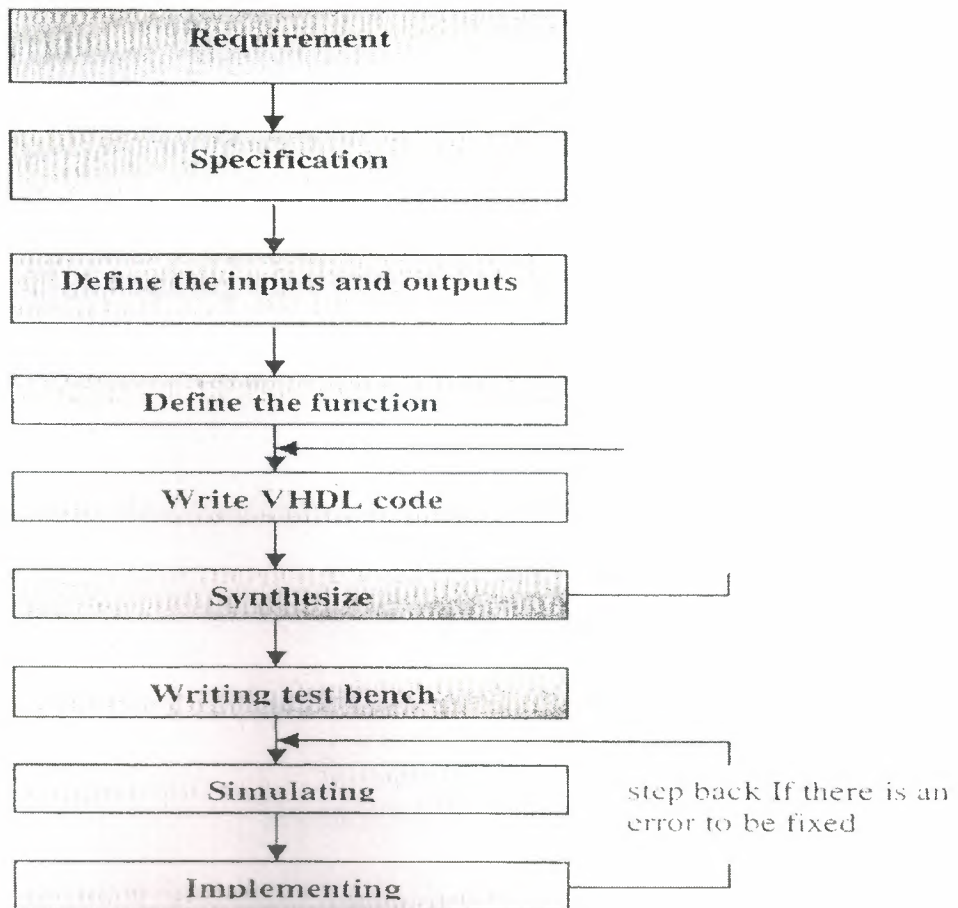 Requirement
Specification
Define the inputs and outputs
Define the function
Write VHDL code
Synthesize
Writing test bench
Simulating
step back If there is an
error to be fixed
Implementing